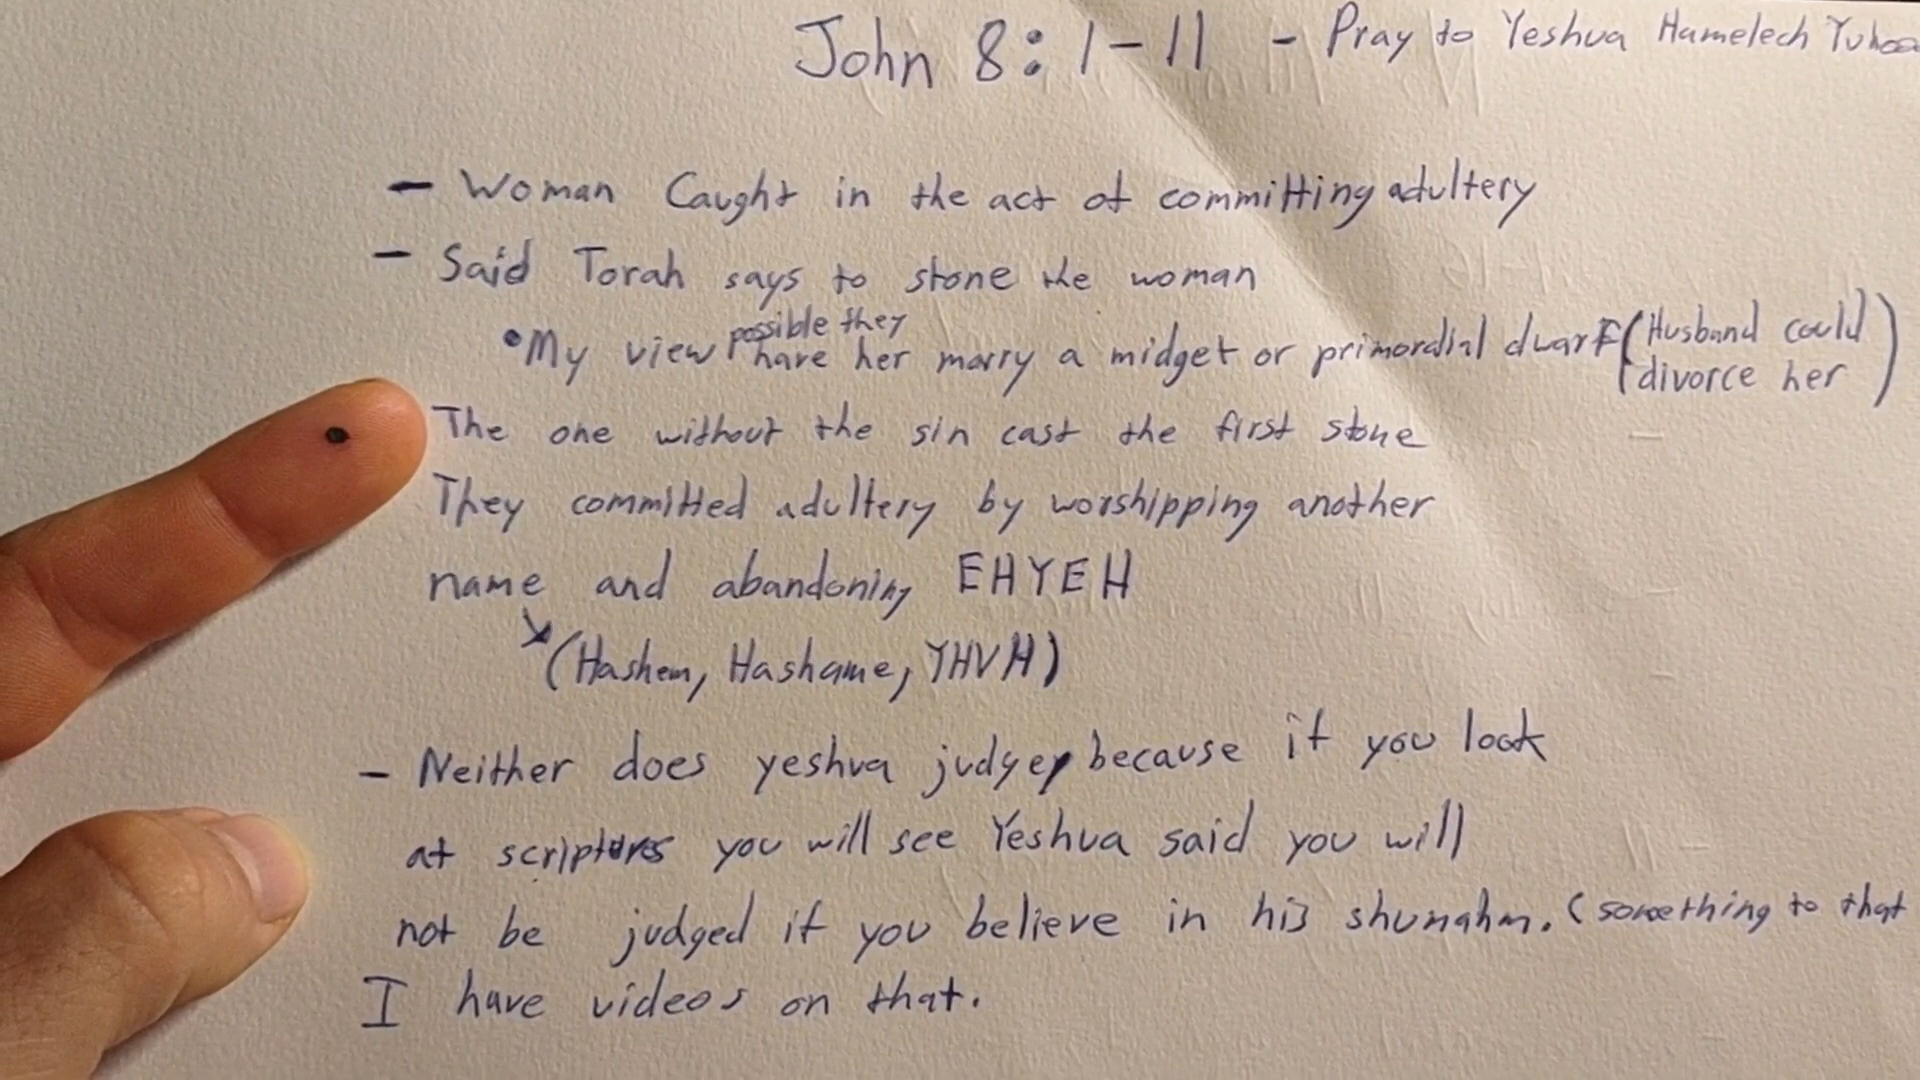 John 8:1-11 - Pray to Yeshua Hamelech
- Woman Caught in the act of committing adultery
- Said Torah says to stone the woman
•My view possible they have her marry a midget or primordial dwarf (Husband could divorce her)
The one without the sin cast the first stone
They committed adultery by worshipping another
name and abandoning EHYEH
(Hashem, Hashame, YHVH)
- Neither does yeshua judge, because if you look
at scriptures you will see Yeshua said you will
not be judged if you believe in his shumahm. (something to that
I have videos on that.